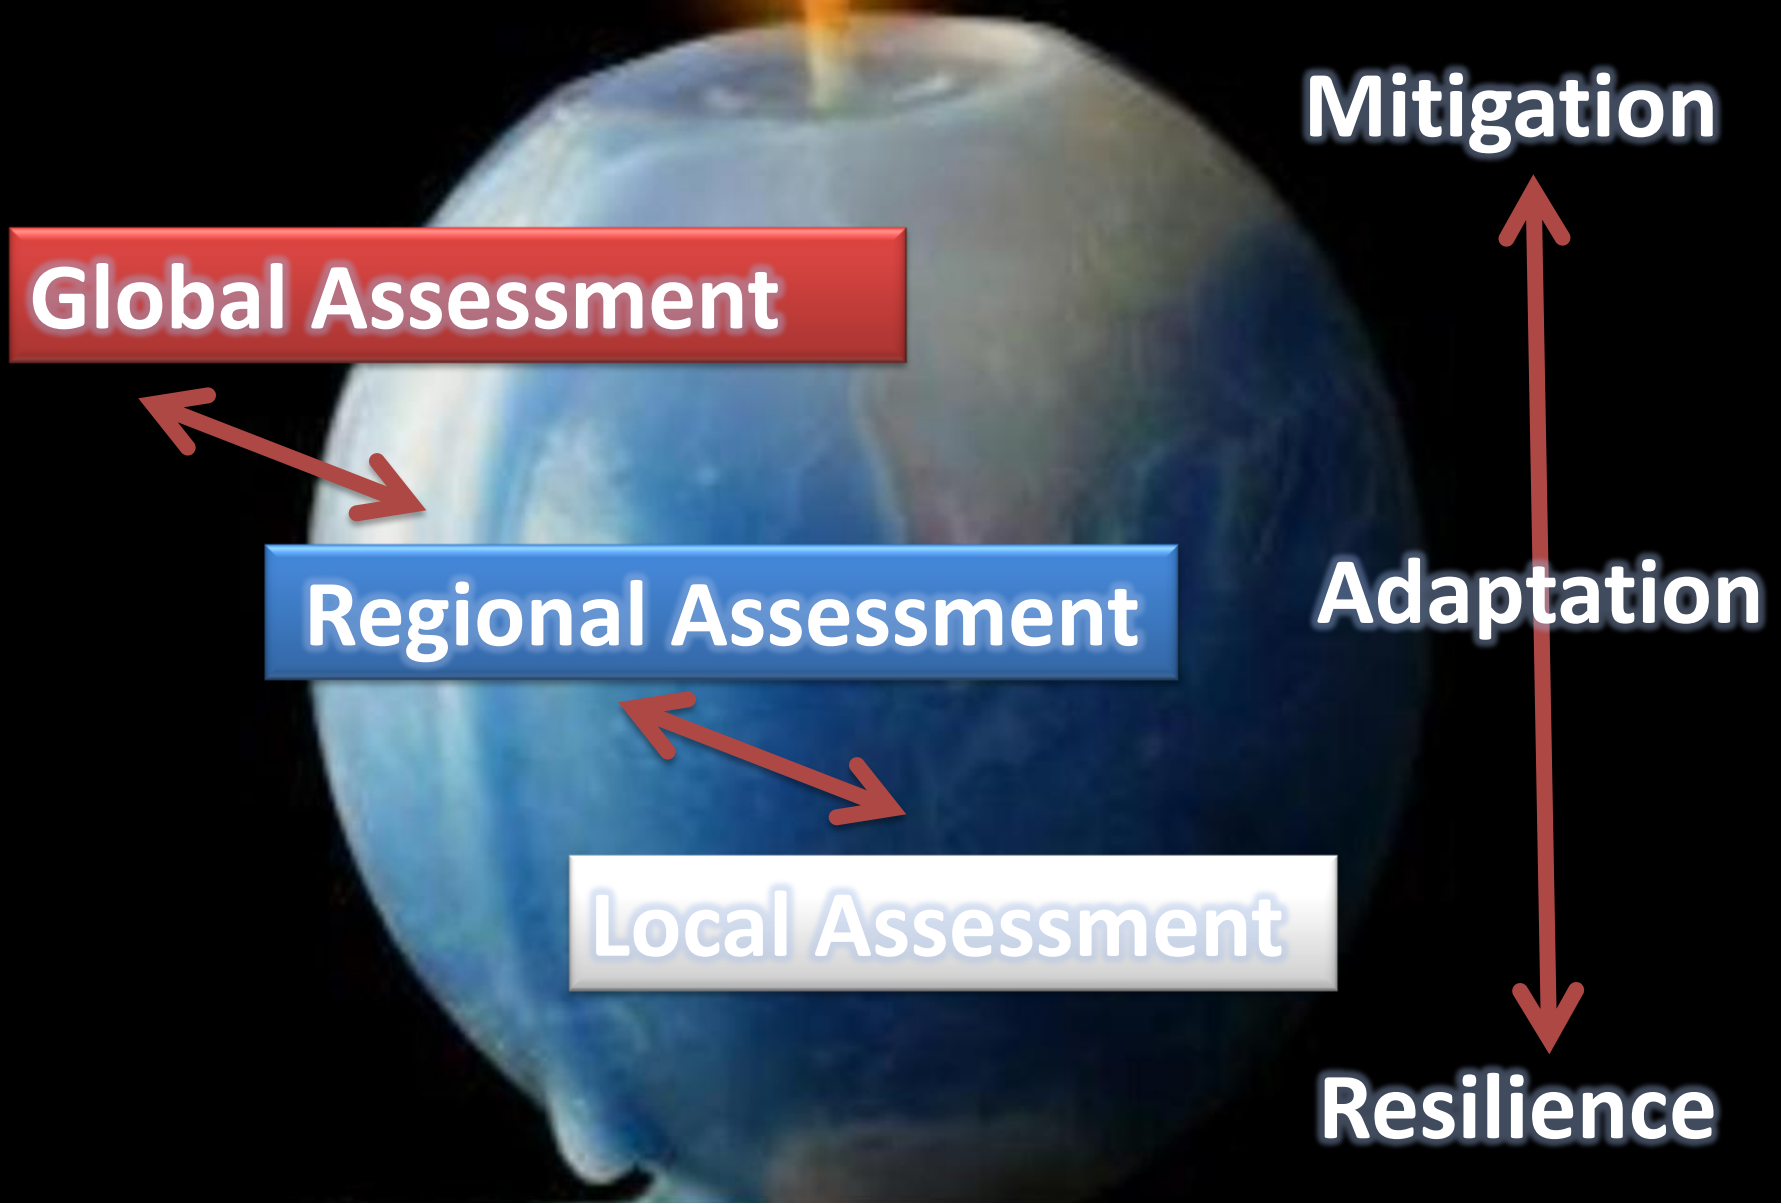 Mitigation
Global Assessment
Regional Assessment
Adaptation
Local Assessment
Resilience